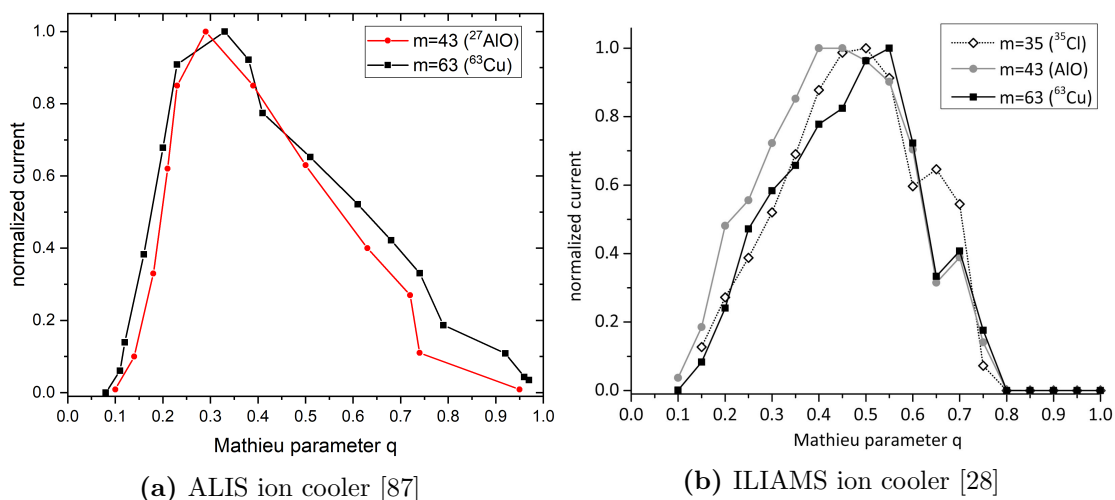 1.0
0.8
0.6
0.4
0.2
0.0
normalized current
m=43 (²⁷AlO)
m=63 (⁶³Cu)
0.0 0.1 0.2 0.3 0.4 0.5 0.6 0.7 0.8 0.9 1.0
Mathieu parameter q
(a) ALIS ion cooler [87]
1.0
0.8
0.6
0.4
0.2
0.0
normalized current
m=35 (³⁵Cl)
m=43 (AlO)
m=63 (⁶³Cu)
0.0 0.1 0.2 0.3 0.4 0.5 0.6 0.7 0.8 0.9 1.0
Mathieu parameter q
(b) ILIAMS ion cooler [28]